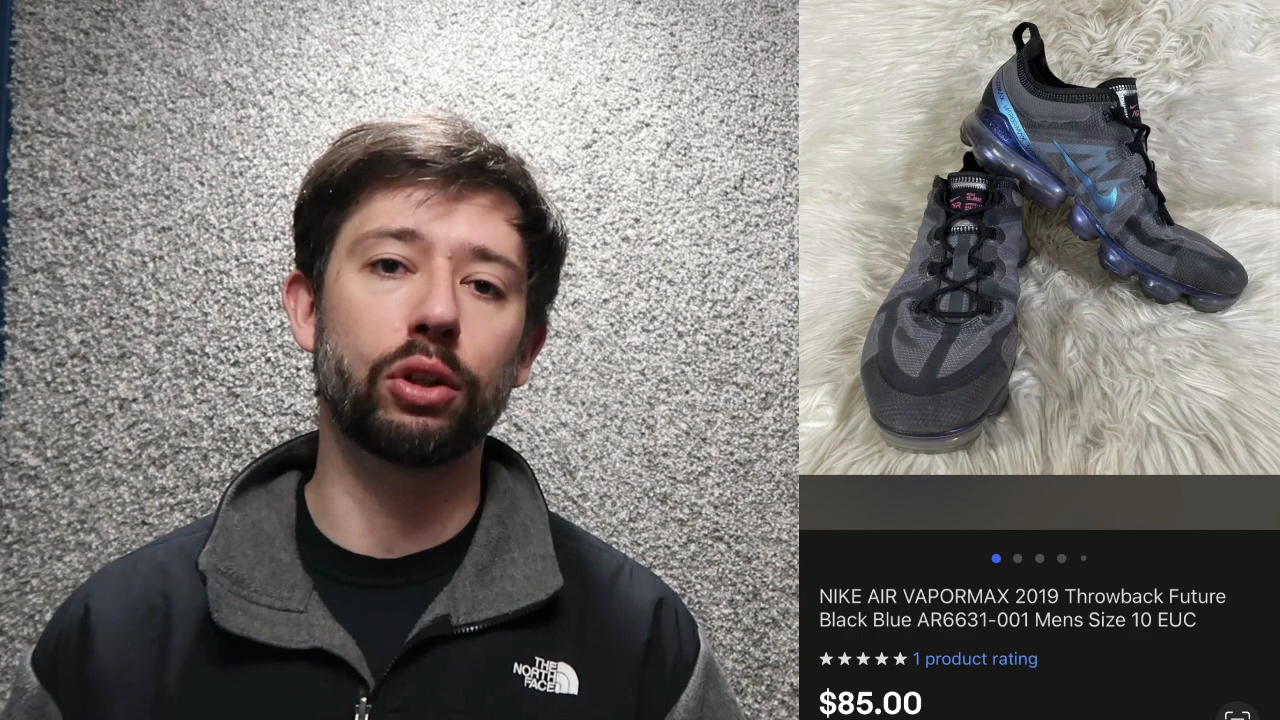 THE
NORTH
FACE
NIKE AIR VAPORMAX 2019 Throwback Future
Black Blue AR6631-001 Mens Size 10 EUC
1 product rating
$85.00